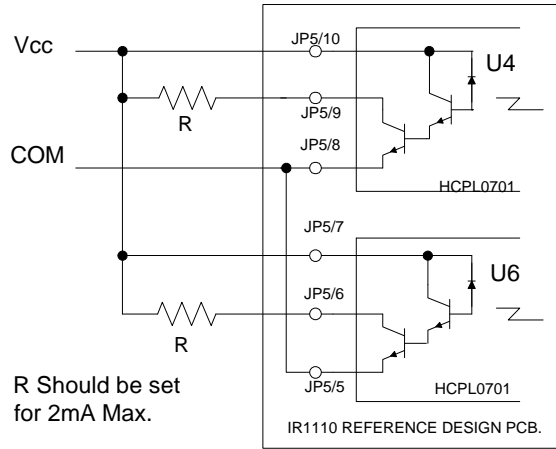 Vcc
JP5/10
U4
JP5/9
R
COM
JP5/8
HCPL0701
JP5/7
U6
JP5/6
R
JP5/5
HCPL0701
R Should be set
for 2mA Max.
IR1110 REFERENCE DESIGN PCB.